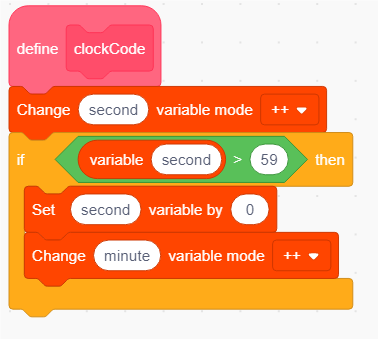 define clockCode
Change second variable mode ++
if variable second > 59 then
Set second variable by 0
Change minute variable mode ++